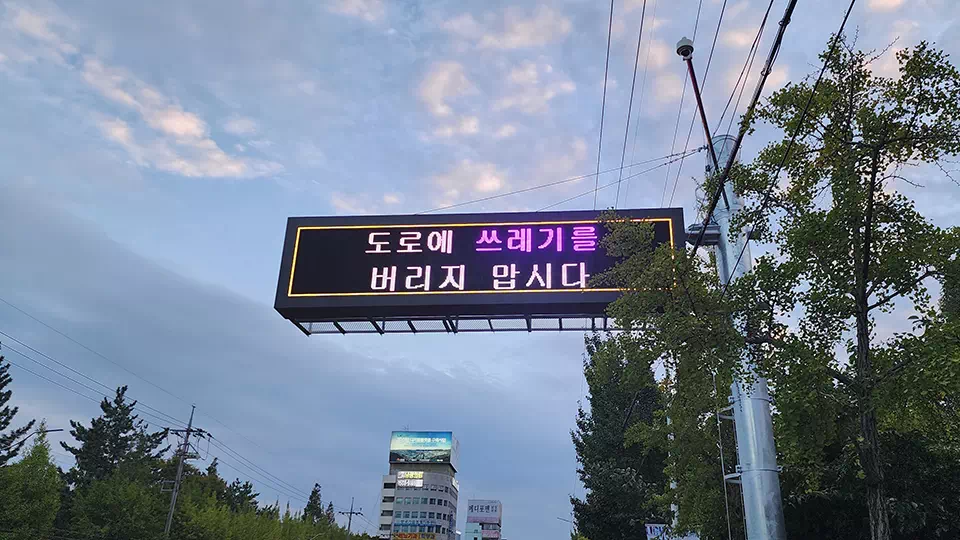 도로에 쓰레기를
버리지 맙시다